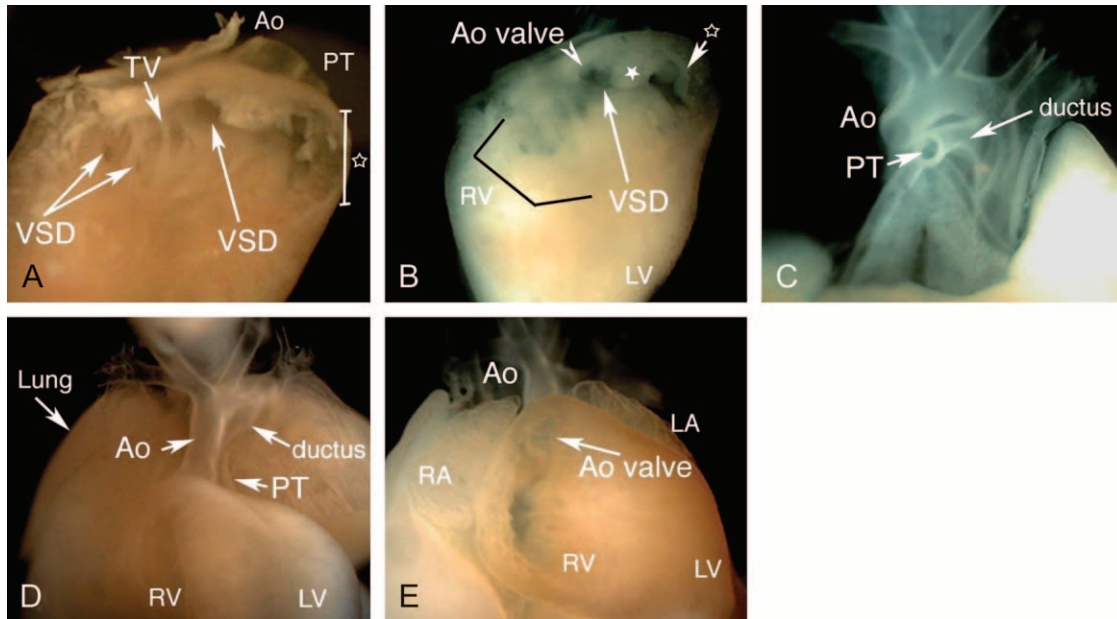 Ao
PT
TV
VSD
VSD
A
Ao valve
RV
VSD
LV
B
Ao
ductus
PT
C
Lung
Ao
ductus
PT
RV
LV
D
Ao
LA
Ao valve
RA
RV
LV
E